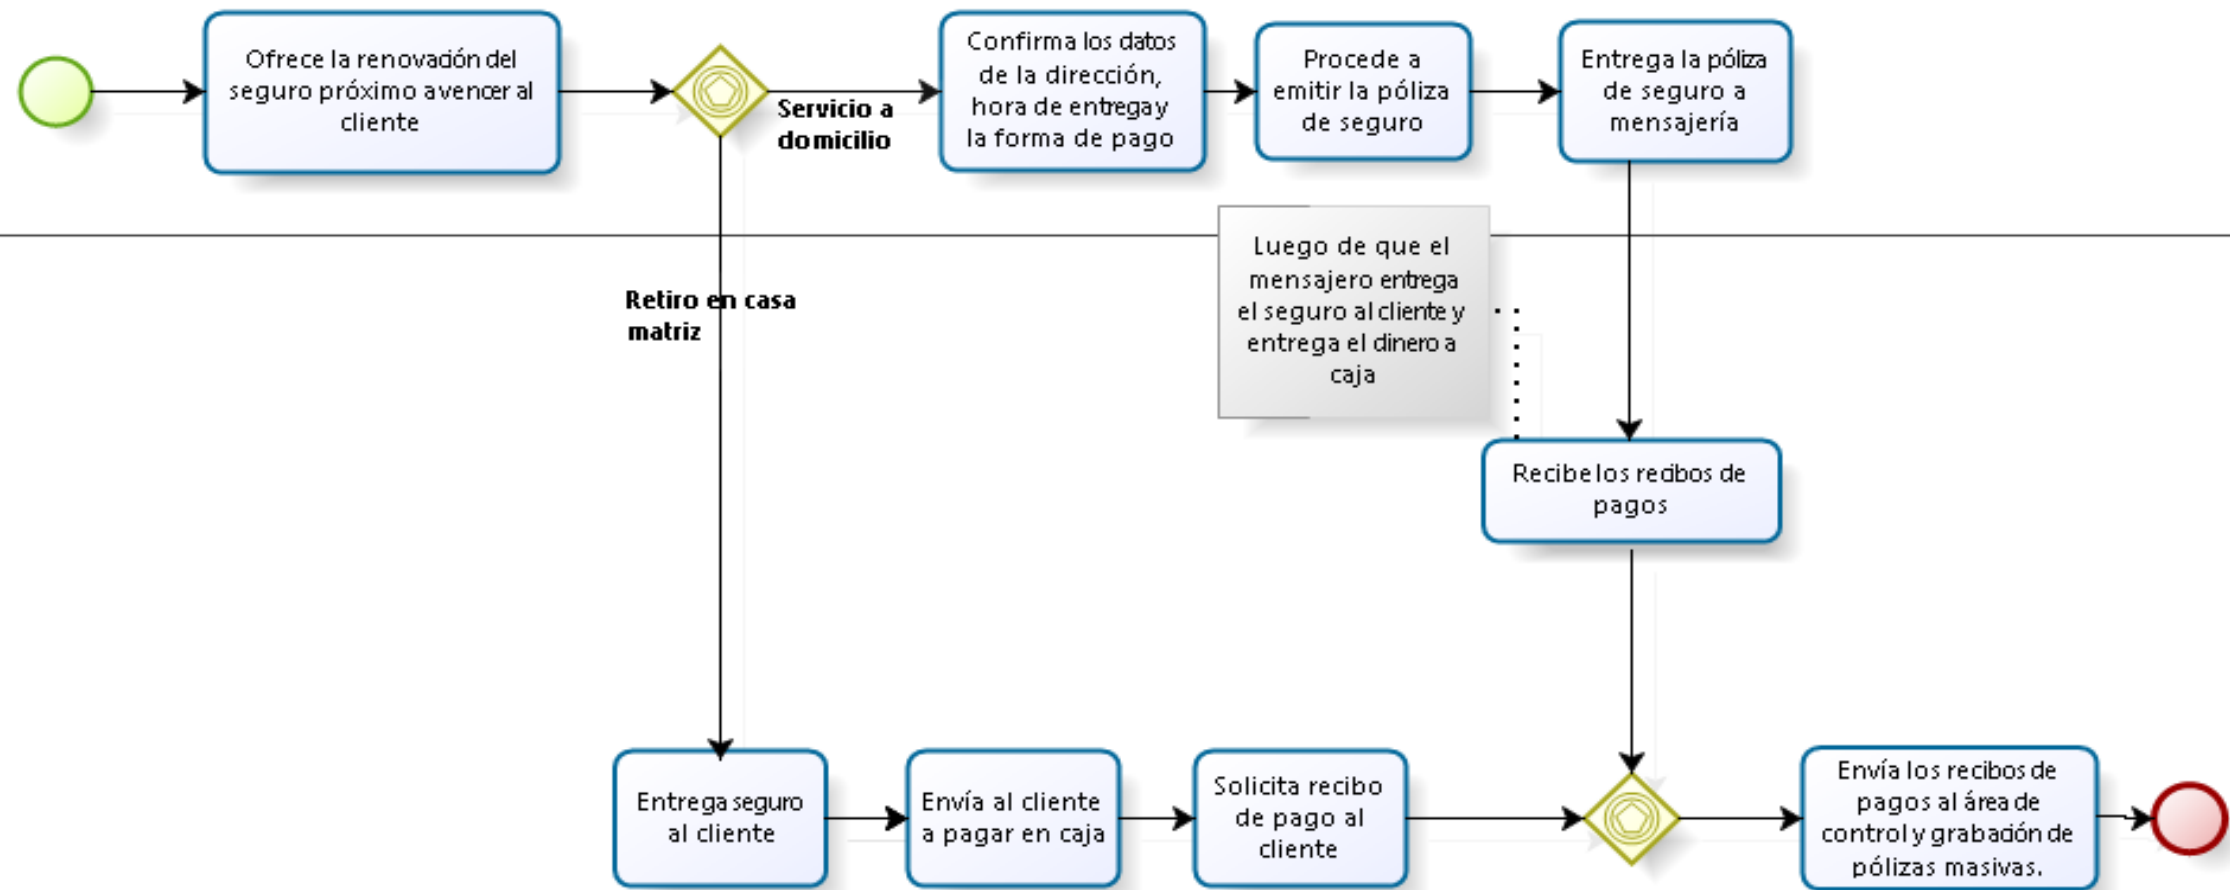 Ofrece la renovación del
seguro próximo a vencer al
cliente
Servicio a
domicilio
Confirma los datos
de la dirección,
hora de entrega y
la forma de pago
Procede a
emitir la póliza
de seguro
Entrega la póliza
de seguro a
mensajería
Retiro en casa
matriz
Luego de que el
mensajero entrega
el seguro al cliente y
entrega el dinero a
caja
Recibe los recibos de
pagos
Entrega seguro
al cliente
Envía al cliente
a pagar en caja
Solicita recibo
de pago al
cliente
Envía los recibos de
pagos al área de
control y grabación de
pólizas masivas.